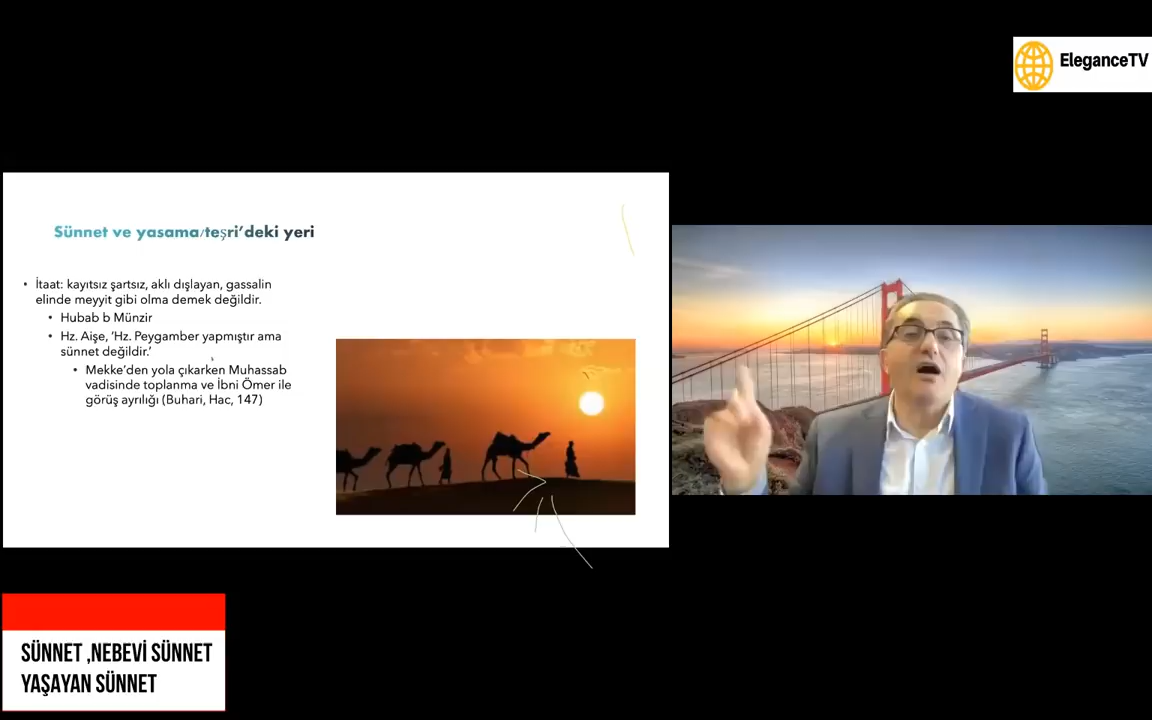 EleganceTV
Sünnet ve yasama/teşri’deki yeri
• İtaat: kayıtsız şartsız, aklı dışlayan, gassalin
elinde meyyit gibi olma demek değildir.
• Hubab b Münzir
• Hz. Aişe, ‘Hz. Peygamber yapmıştır ama
sünnet değildir.’
• Mekke’den yola çıkarken Muhassab
vadisinde toplanma ve İbni Ömer ile
görüş ayrılığı (Buhari, Hac, 147)
SÜNNET ,NEBEVİ SÜNNET
YAŞAYAN SÜNNET